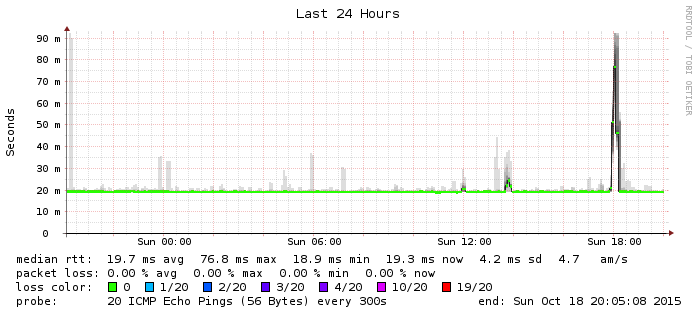 Last 24 Hours
RRDTOOL / TOBI OETIKER
Seconds
90 m
80 m
70 m
60 m
50 m
40 m
30 m
20 m
10 m
0
Sun 00:00 Sun 06:00 Sun 12:00 Sun 18:00
median rtt: 19.7 ms avg 76.8 ms max 18.9 ms min 19.3 ms now 4.2 ms sd 4.7 am/s
packet loss: 0.00 % avg 0.00 % max 0.00 % min 0.00 % now
loss color: 0 1/20 2/20 3/20 4/20 10/20 19/20
probe: 20 ICMP Echo Pings (56 Bytes) every 300s end: Sun Oct 18 20:05:08 2015